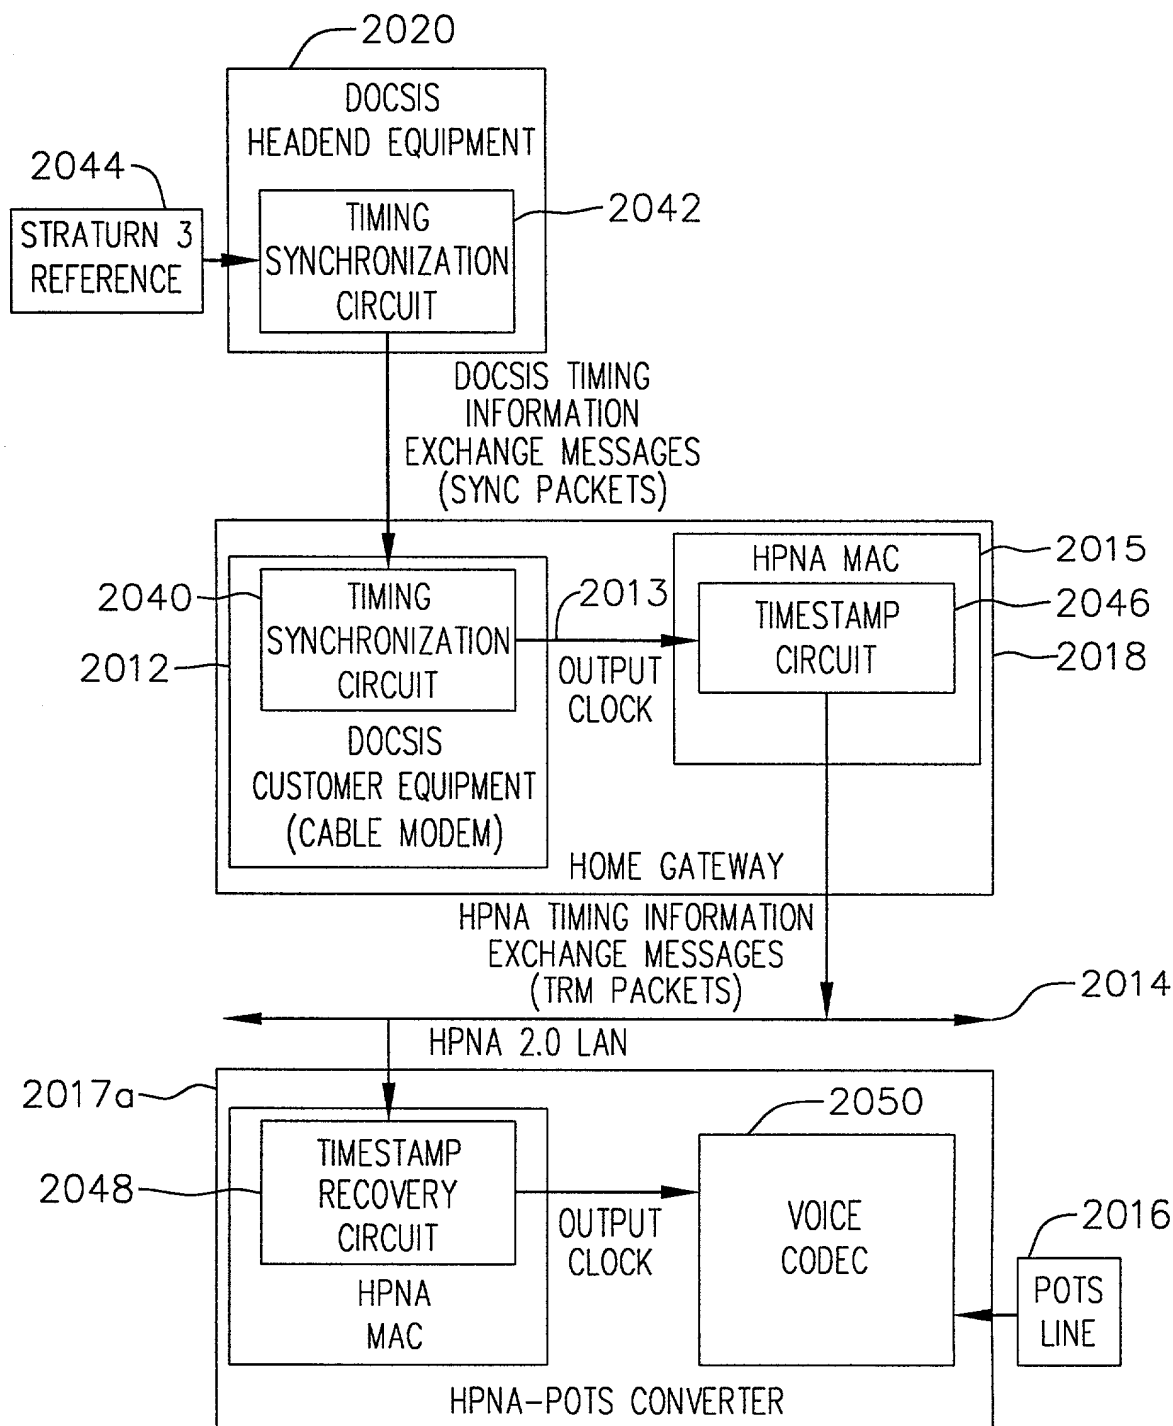 2020
DOCSIS
HEADEND EQUIPMENT
2044
STRATURN 3
REFERENCE
TIMING
SYNCHRONIZATION
CIRCUIT
2042
DOCSIS TIMING
INFORMATION
EXCHANGE MESSAGES
(SYNC PACKETS)
2040
TIMING
SYNCHRONIZATION
CIRCUIT
2012
DOCSIS
CUSTOMER EQUIPMENT
(CABLE MODEM)
2013
OUTPUT
CLOCK
HPNA MAC
2015
TIMESTAMP
CIRCUIT
2046
2018
HOME GATEWAY
HPNA TIMING INFORMATION
EXCHANGE MESSAGES
(TRM PACKETS)
2014
HPNA 2.0 LAN
2017a
TIMESTAMP
RECOVERY
CIRCUIT
2048
HPNA
MAC
OUTPUT
CLOCK
2050
VOICE
CODEC
2016
POTS
LINE
HPNA-POTS CONVERTER